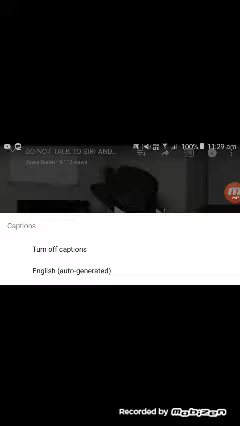 100% 11:29 am
DO NOT TALK TO SIRI AND...
Captions
Turn off captions
English (auto-generated)
Recorded by mobizen